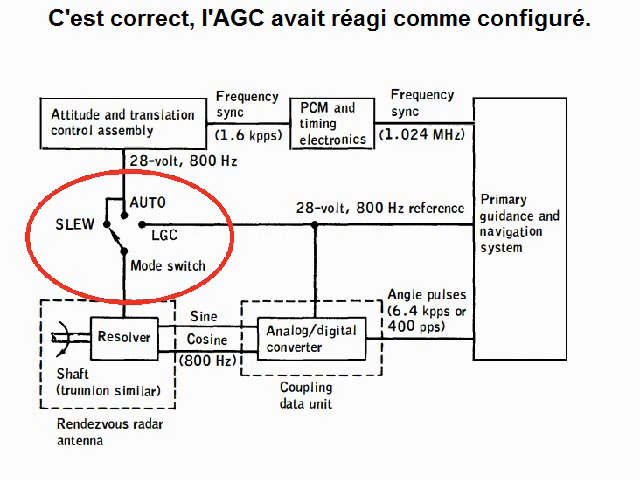 C'est correct, l'AGC avait réagi comme configuré.
Attitude and translation
control assembly
Frequency
sync
(1.6 kpps)
PCM and
timing
electronics
Frequency
sync
(1.024 MHz)
28-volt, 800 Hz
AUTO
SLEW
LGC
Mode switch
28-volt, 800 Hz reference
Primary
guidance and
navigation
system
Angle pulses
(6.4 kpps or
400 pps)
Resolver
Sine
Cosine
(800 Hz)
Analog/digital
converter
Shaft
(trunnion similar)
Coupling
data unit
Rendezvous radar
antenna